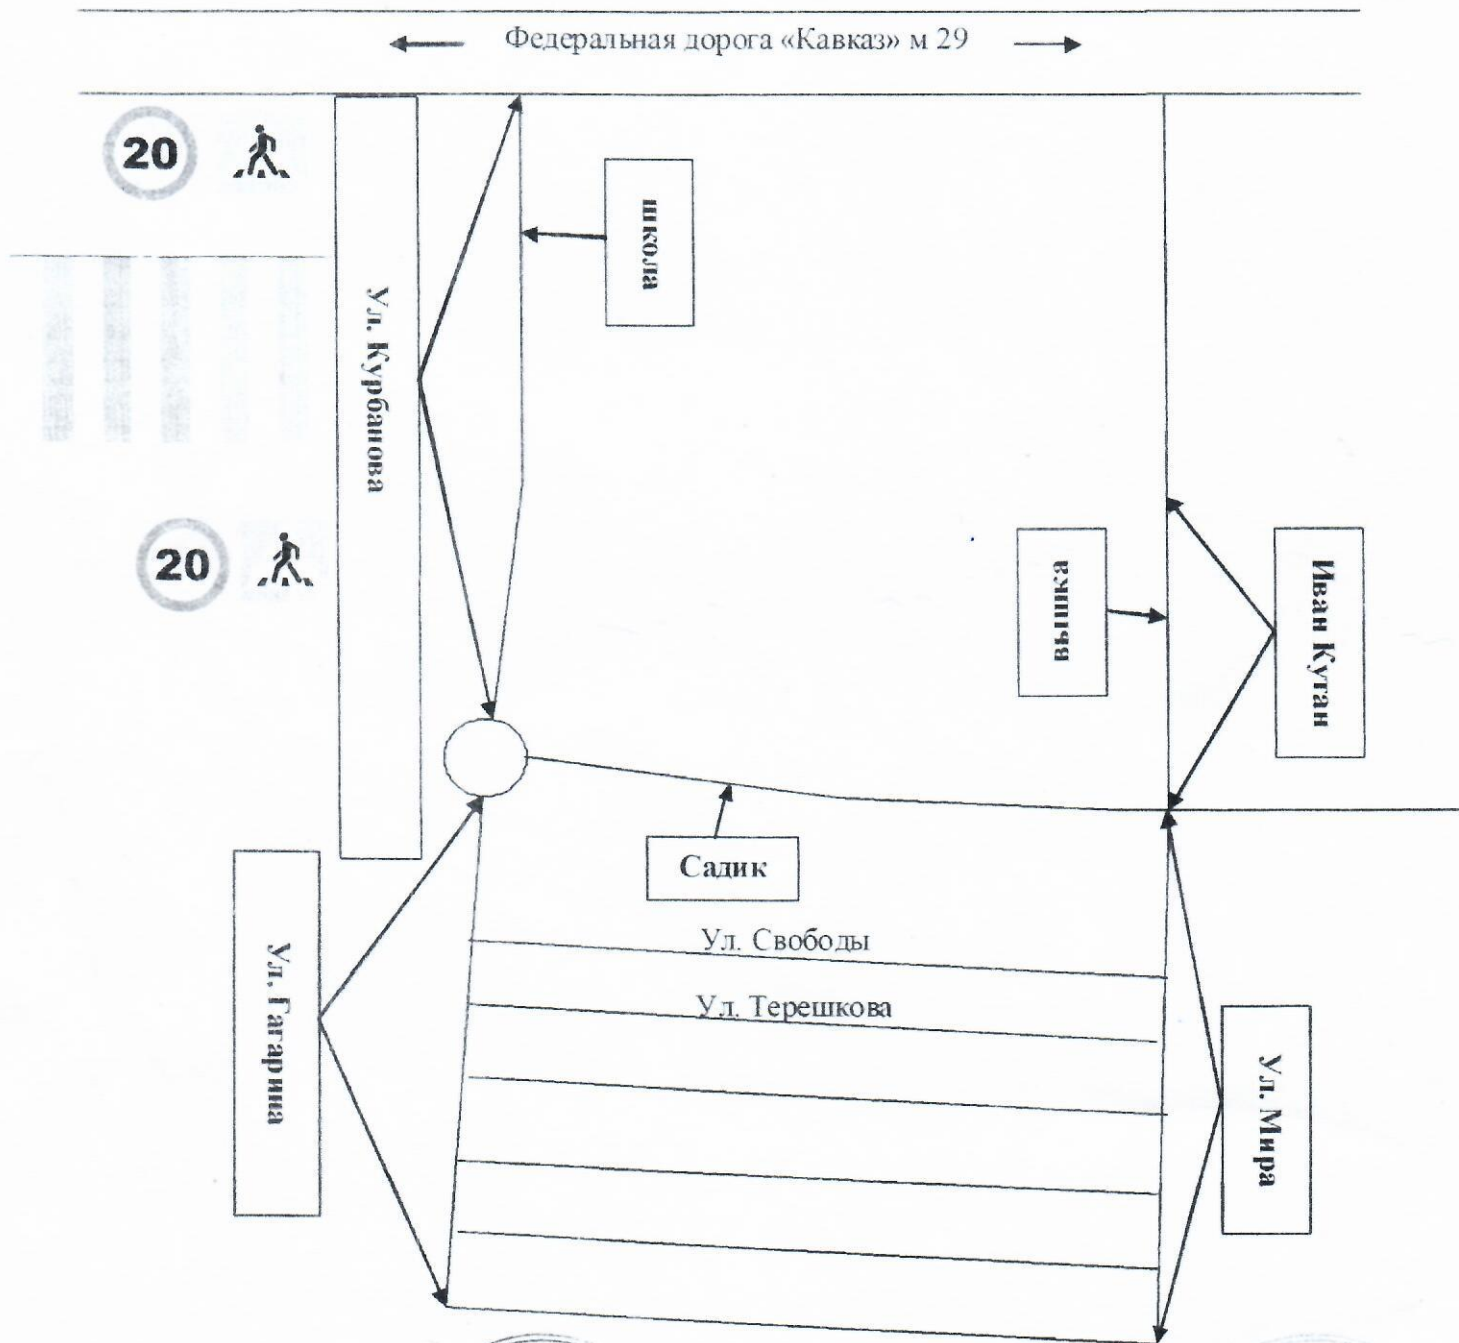 Федеральная дорога «Кавказ» м 29
20
школа
Ул. Курбанова
20
вышка
Иван Кутан
Садик
Ул. Свободы
Ул. Терешкова
Ул. Гагарина
Ул. Мира